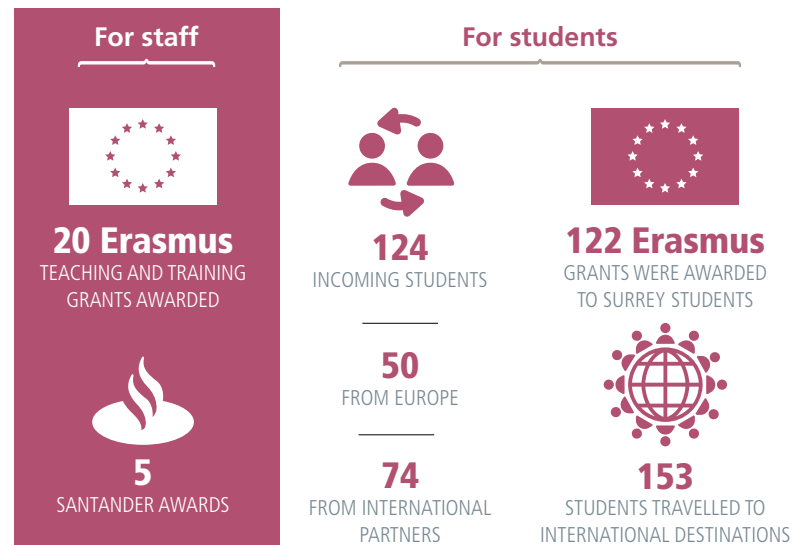 For staff
20 Erasmus
TEACHING AND TRAINING
GRANTS AWARDED
5
SANTANDER AWARDS
For students
124
INCOMING STUDENTS
50
FROM EUROPE
74
FROM INTERNATIONAL
PARTNERS
122 Erasmus
GRANTS WERE AWARDED
TO SURREY STUDENTS
153
STUDENTS TRAVELLED TO
INTERNATIONAL DESTINATIONS